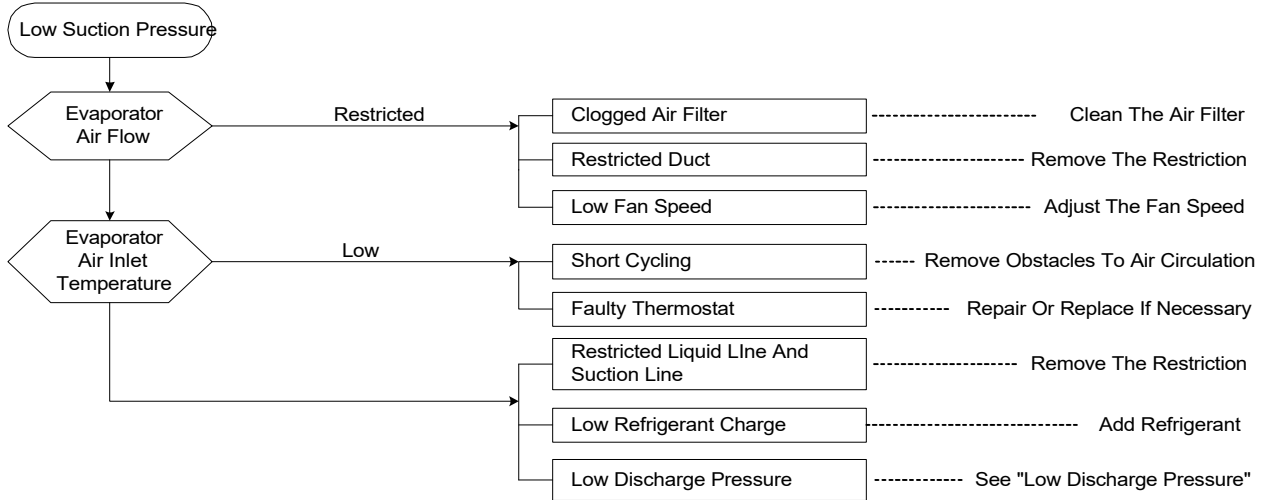 Low Suction Pressure
Evaporator
Air Flow
Restricted
Clogged Air Filter
Clean The Air Filter
Restricted Duct
Remove The Restriction
Low Fan Speed
Adjust The Fan Speed
Evaporator
Air Inlet
Temperature
Low
Short Cycling
Remove Obstacles To Air Circulation
Faulty Thermostat
Repair Or Replace If Necessary
Restricted Liquid LIne And
Suction Line
Remove The Restriction
Low Refrigerant Charge
Add Refrigerant
Low Discharge Pressure
See "Low Discharge Pressure"